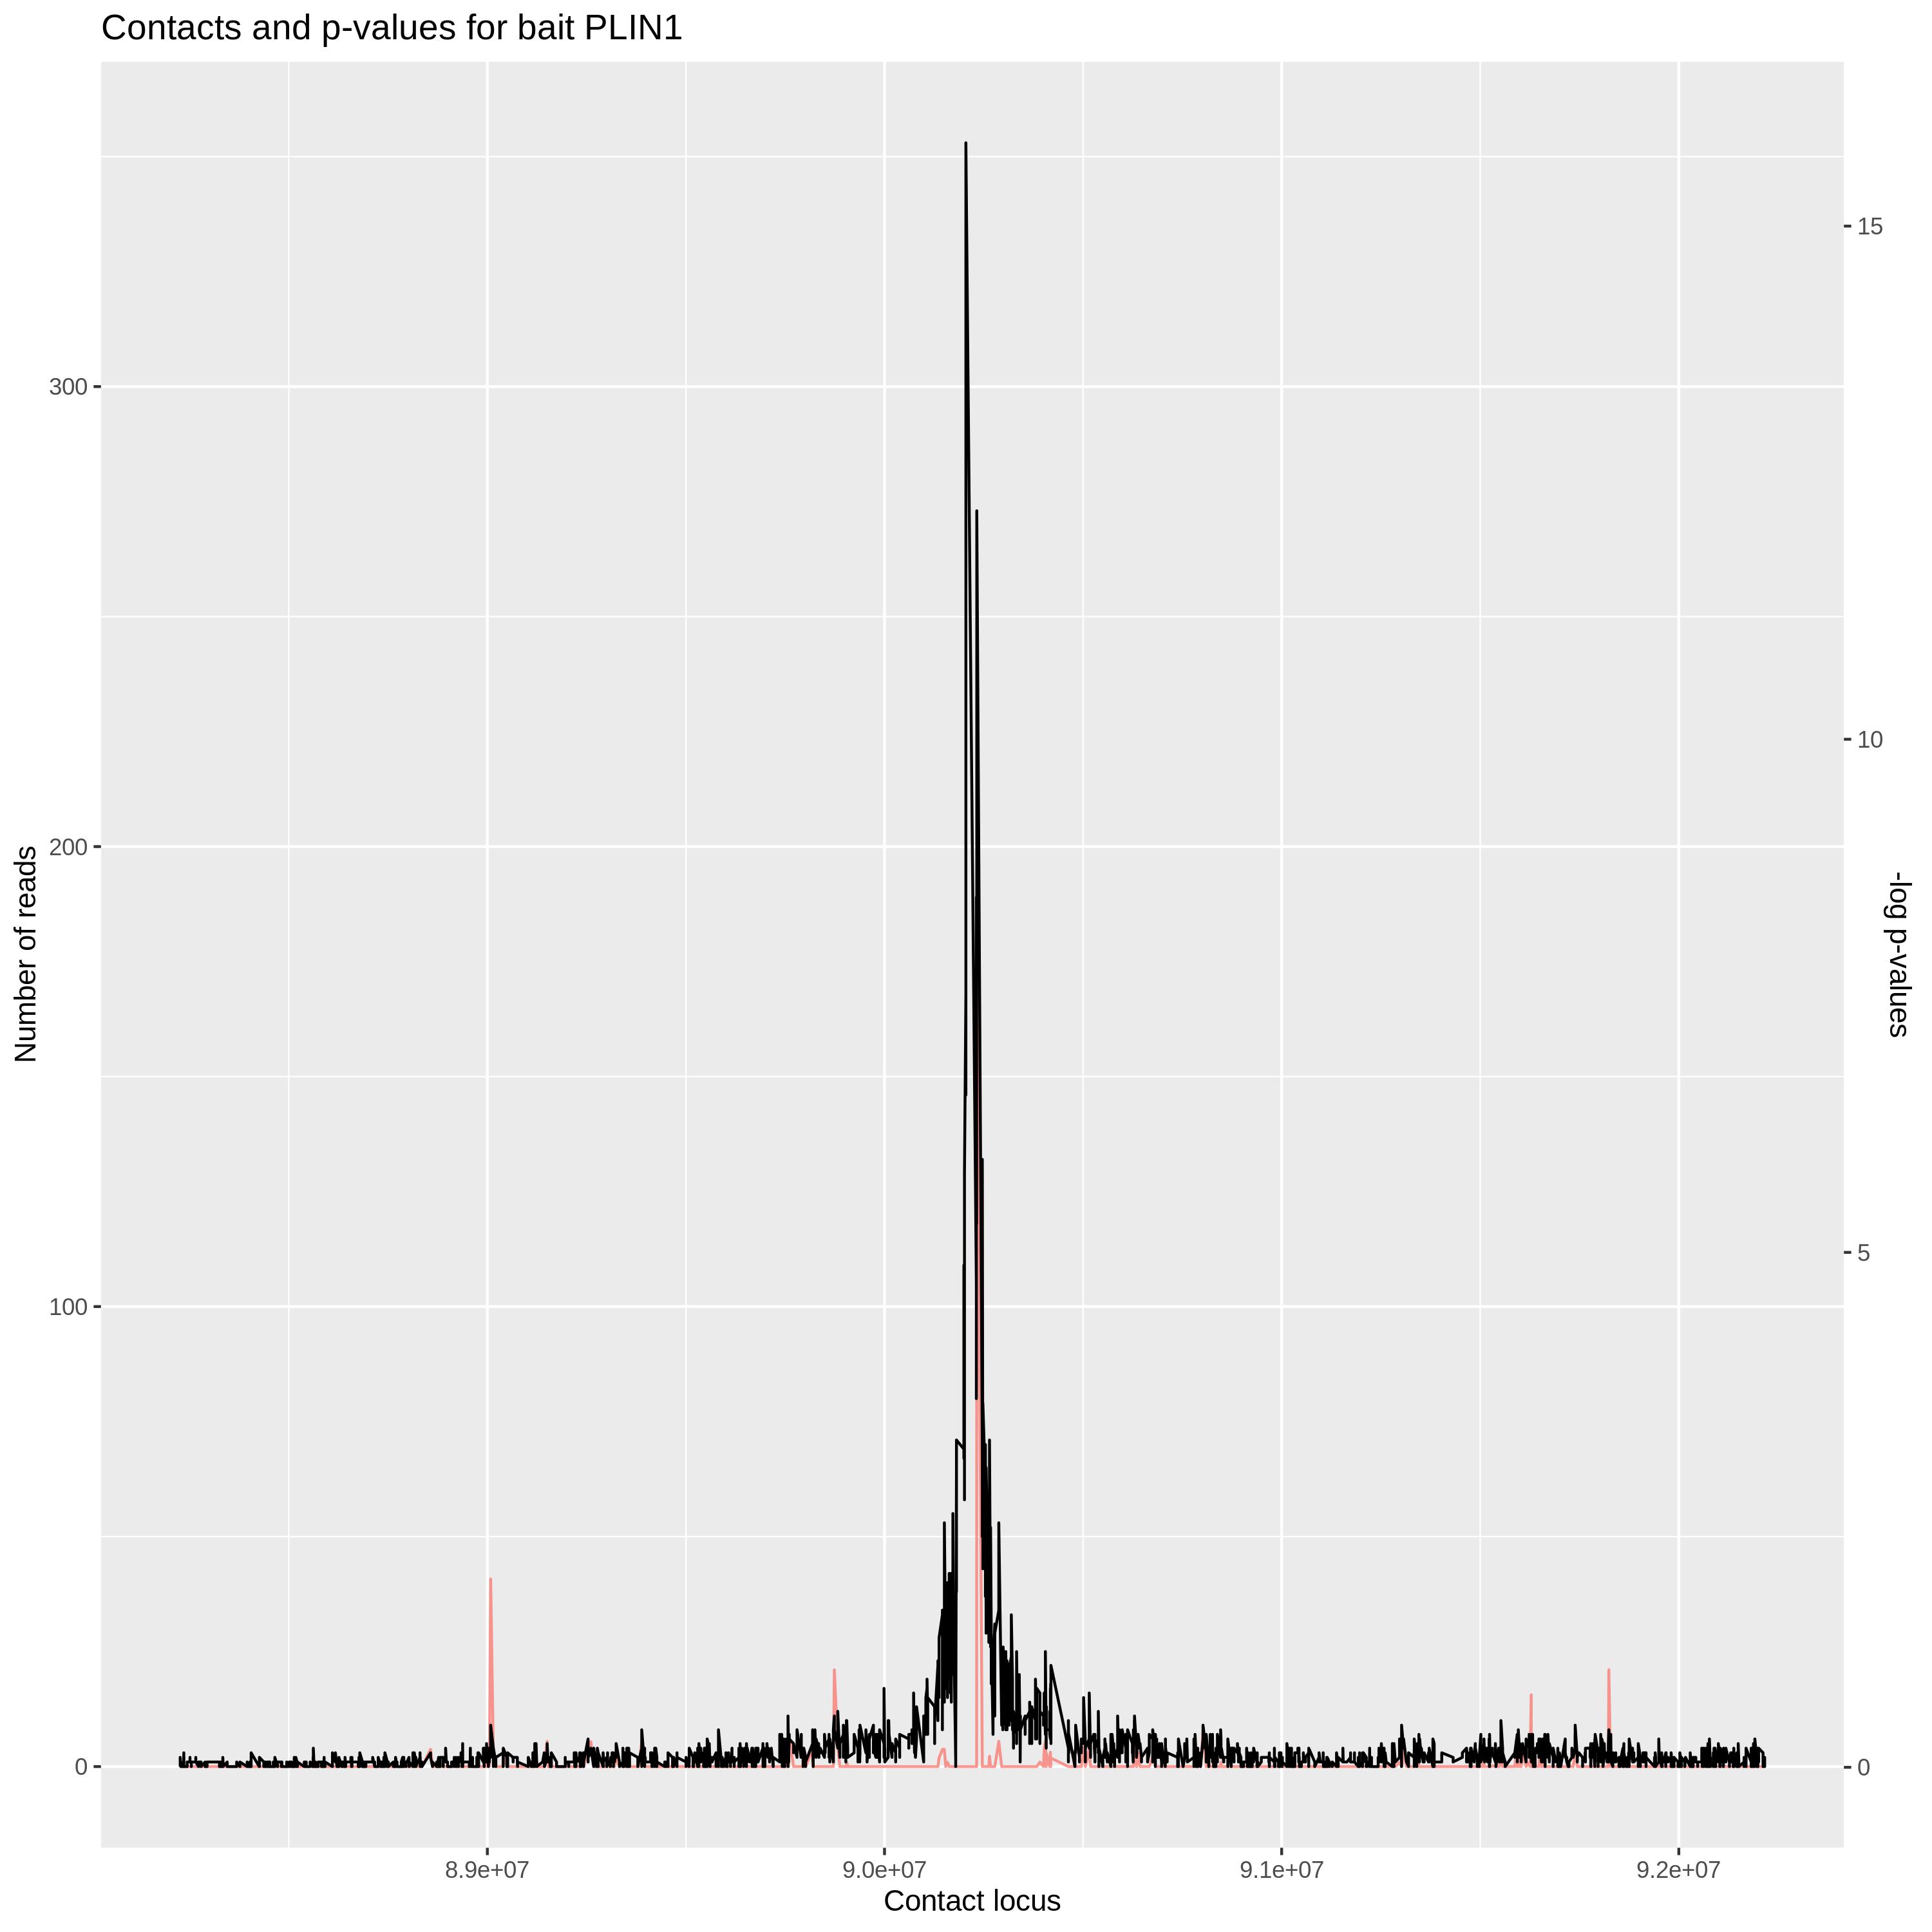 Contacts and p-values for bait PLIN1
300
200
100
0
Number of reads
15
10
5
0
-log p-values
8.9e+07
9.0e+07
9.1e+07
9.2e+07
Contact locus